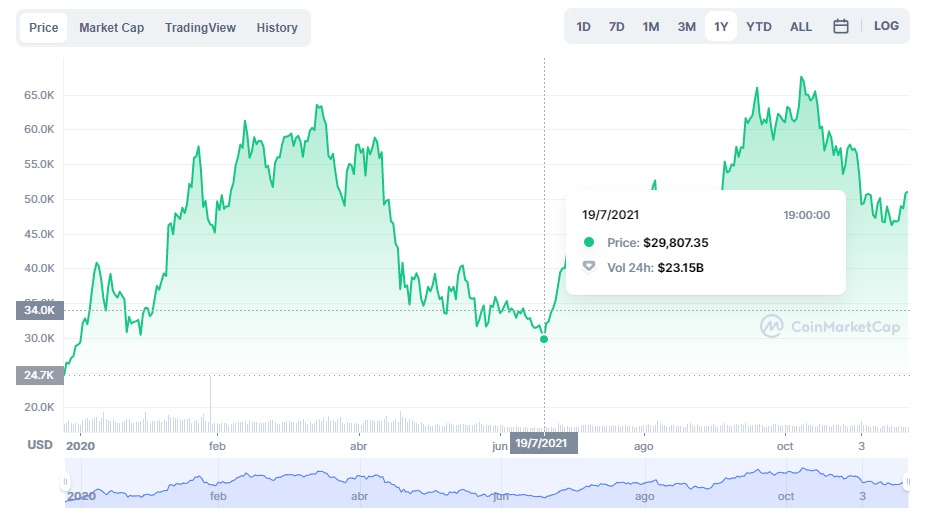 Price Market Cap TradingView History 1D 7D 1M 3M 1Y YTD ALL LOG
65.0K
60.0K
55.0K
50.0K
19/7/2021 19:00:00
45.0K
Price: $29,807.35
40.0K
Vol 24h: $23.15B
35.0K
34.0K
CoinMarketCap
30.0K
24.7K
20.0K
USD 2020 feb abr jun 19/7/2021 ago oct 3
2020 feb abr jun ago oct 3